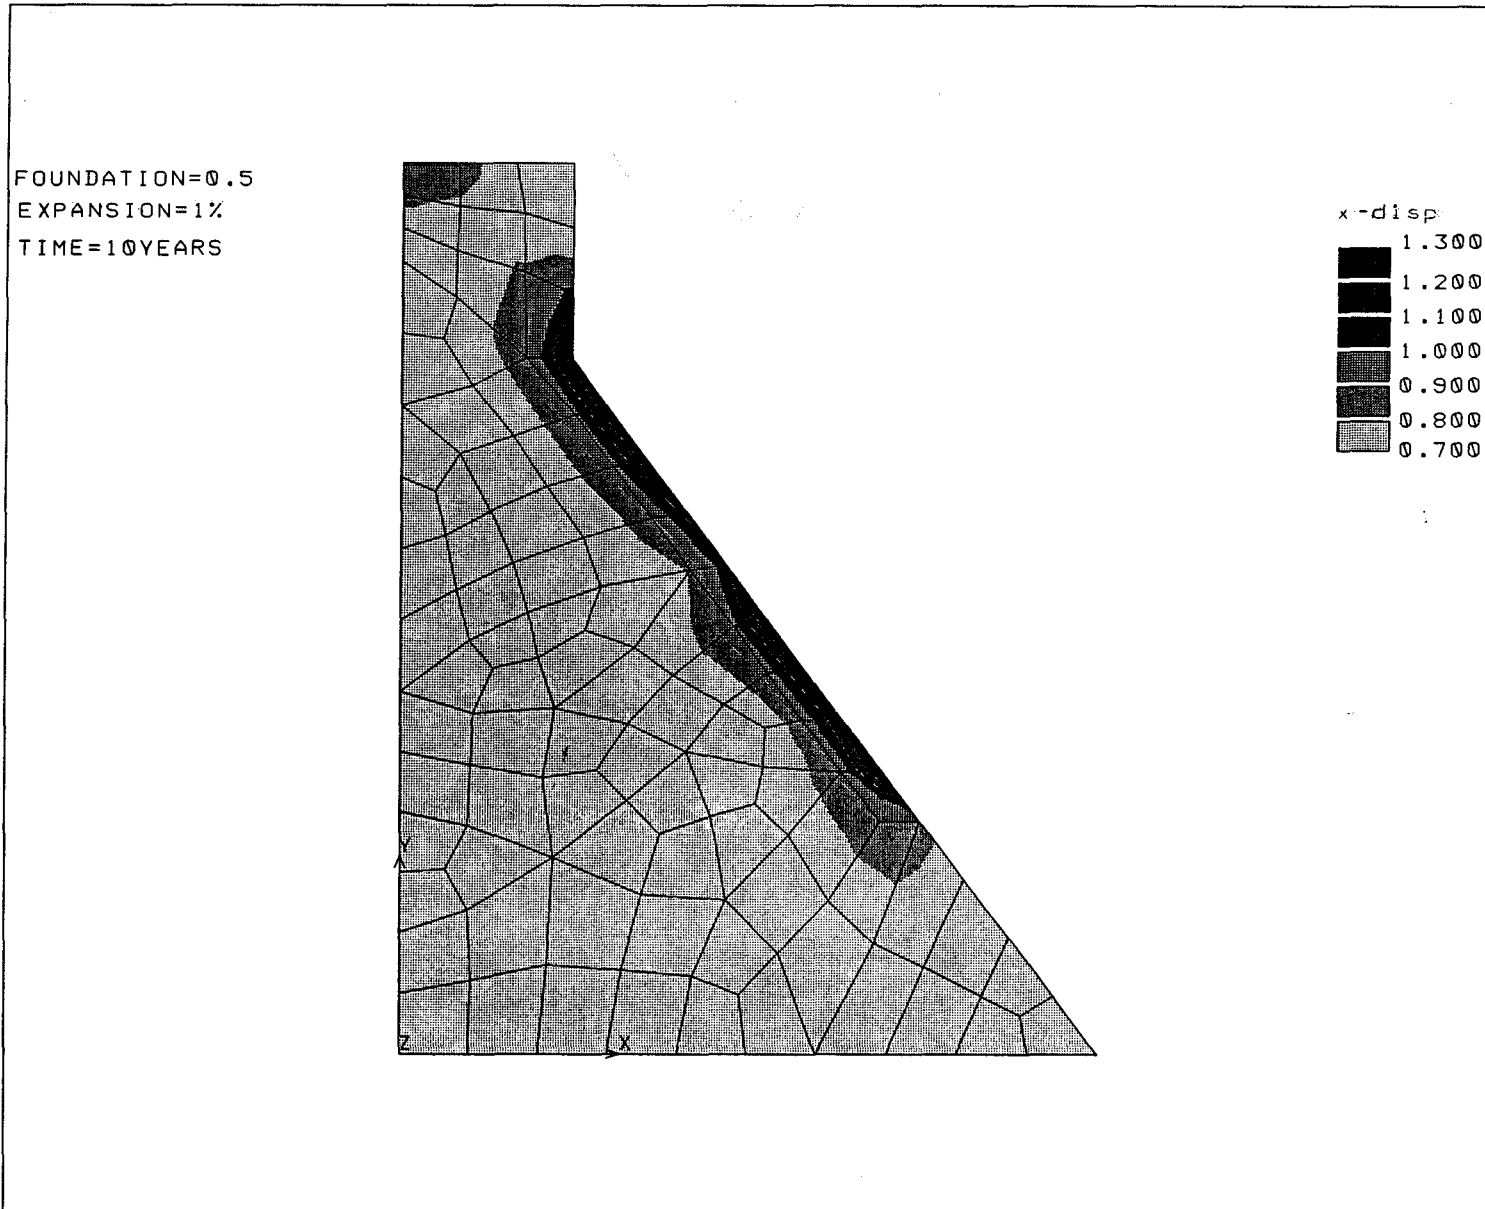 FOUNDATION=0.5
EXPANSION=1%
TIME=10YEARS
x-disp
1.300
1.200
1.100
1.000
0.900
0.800
0.700
Y
Z
X